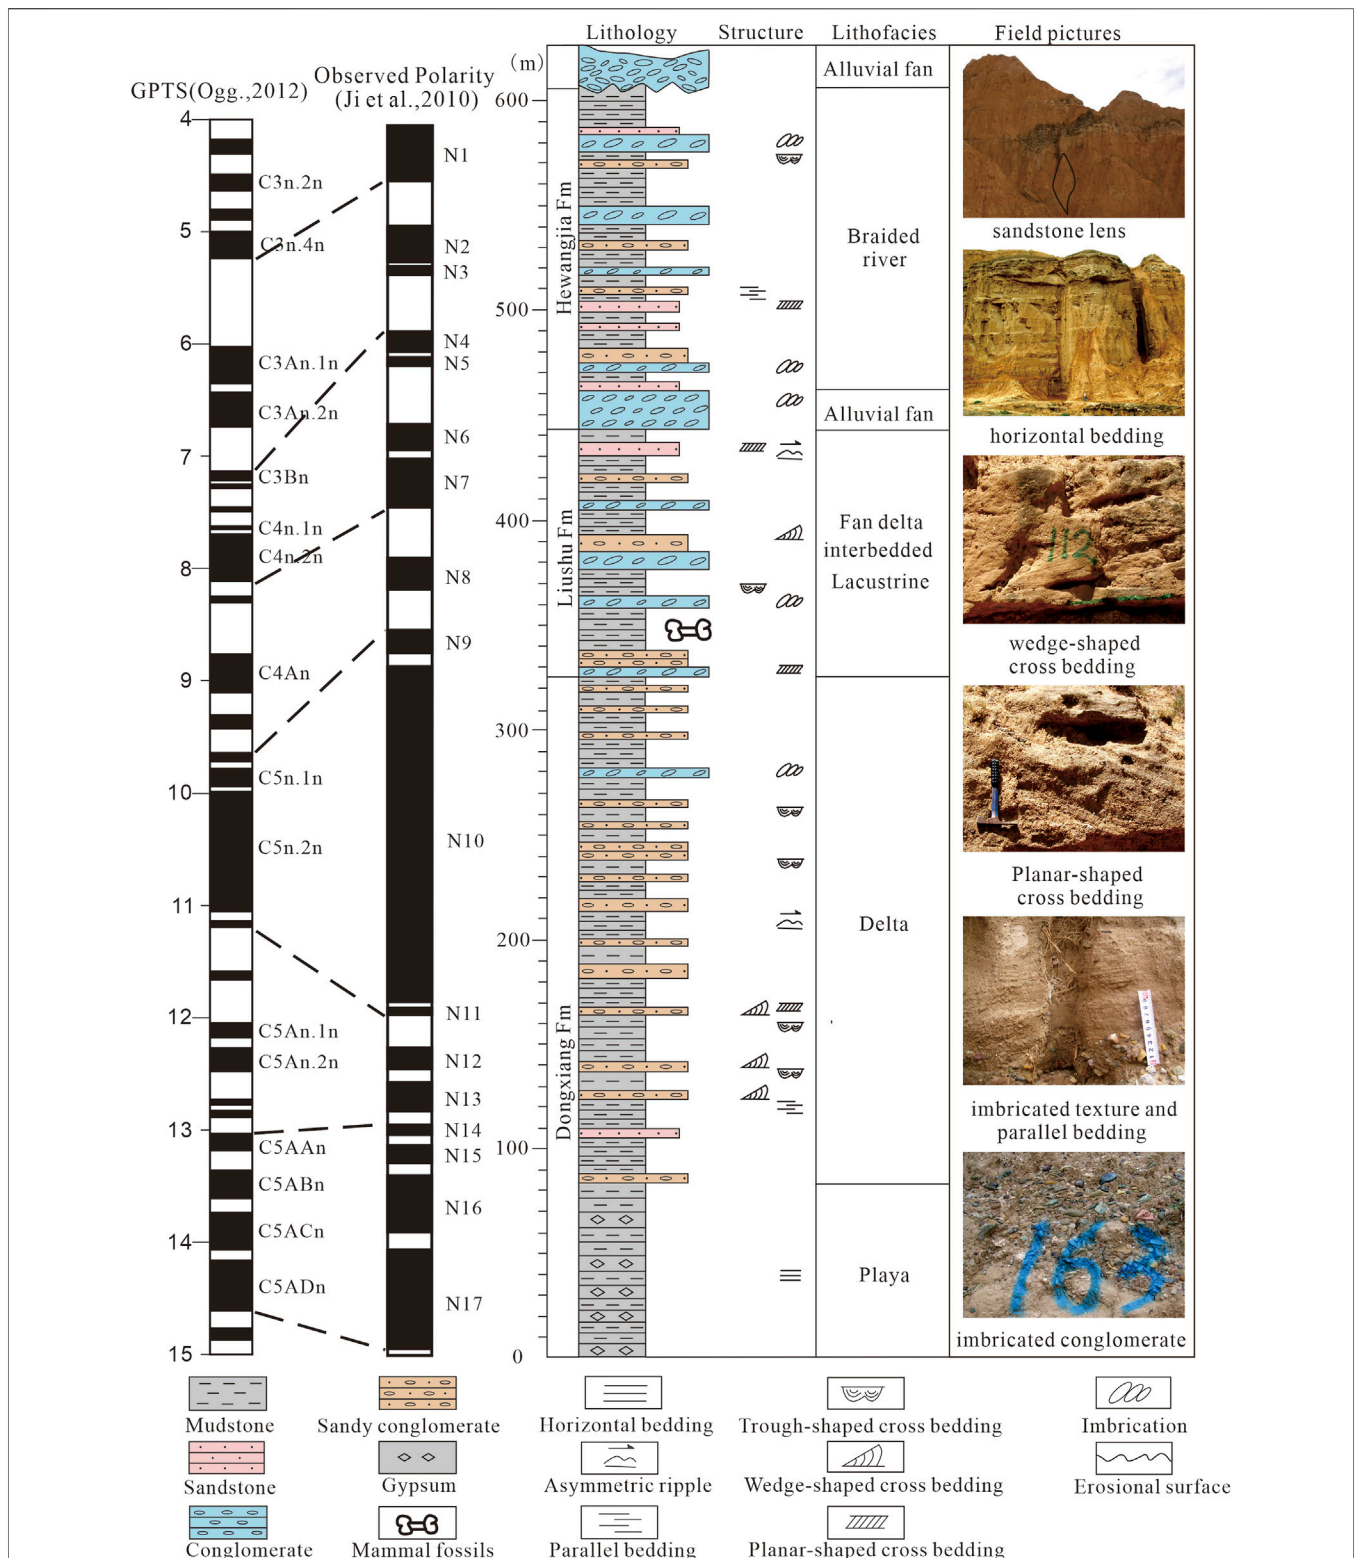 Lithology Structure Lithofacies Field pictures
GPTS(Ogg.,2012)
Observed Polarity
(Ji et al.,2010)
(m)
4
5
6
7
8
9
10
11
12
13
14
15
C3n.2n
C3n.4n
C3An.1n
C3An.2n
C3Bn
C4n.1n
C4n.2n
C4An
C5n.1n
C5n.2n
C5An.1n
C5An.2n
C5AAn
C5ABn
C5ACn
C5ADn
N1
N2
N3
N4
N5
N6
N7
N8
N9
N10
N11
N12
N13
N14
N15
N16
N17
600
500
400
300
200
100
0
Hewangjia Fm
Liushu Fm
Dongxiang Fm
Alluvial fan
Braided
river
Alluvial fan
Fan delta
interbedded
Lacustrine
Delta
Playa
sandstone lens
horizontal bedding
112
wedge-shaped
cross bedding
Planar-shaped
cross bedding
imbricated texture and
parallel bedding
163
imbricated conglomerate
Mudstone
Sandy conglomerate
Horizontal bedding
Trough-shaped cross bedding
Imbrication
Sandstone
Gypsum
Asymmetric ripple
Wedge-shaped cross bedding
Erosional surface
Conglomerate
Mammal fossils
Parallel bedding
Planar-shaped cross bedding